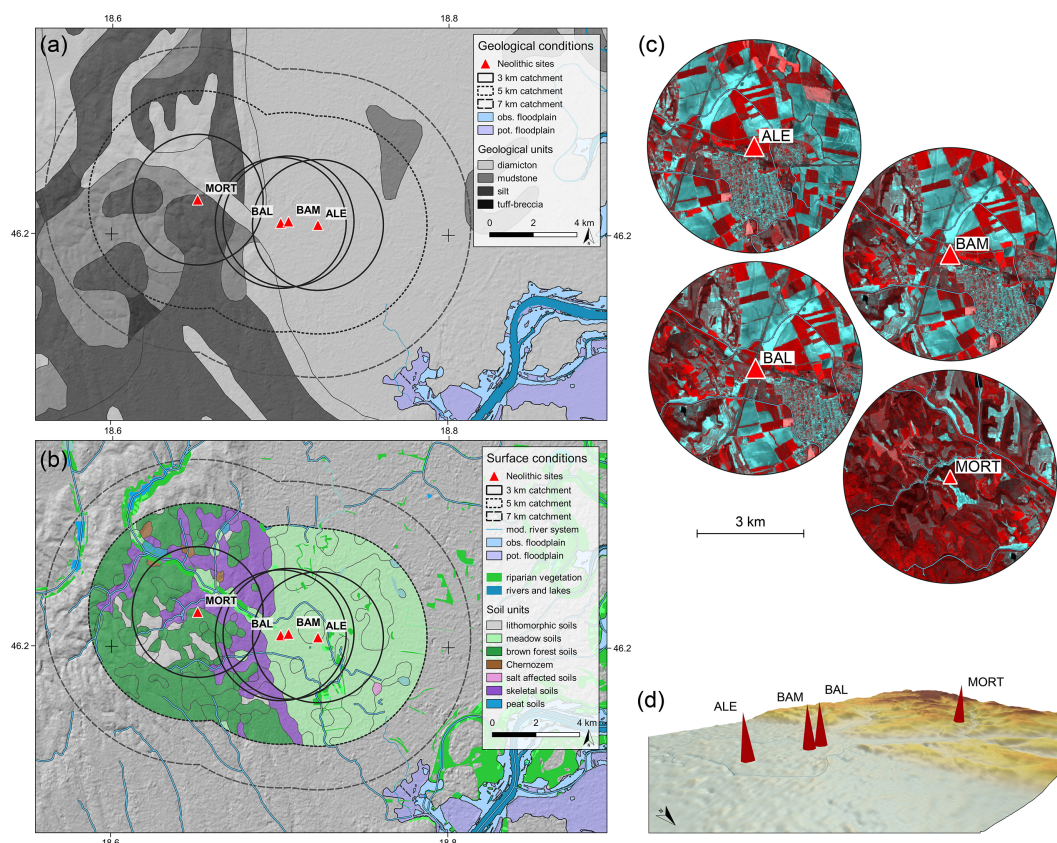 18.6
18.8
(a)
Geological conditions
Neolithic sites
3 km catchment
5 km catchment
7 km catchment
obs. floodplain
pot. floodplain
Geological units
diamicton
mudstone
silt
tuff-breccia
0 2 4 km
MORT
BAL
BAM
ALE
46.2
46.2
18.6
18.8
(b)
Surface conditions
Neolithic sites
3 km catchment
5 km catchment
7 km catchment
mod. river system
obs. floodplain
pot. floodplain
riparian vegetation
rivers and lakes
Soil units
lithomorphic soils
meadow soils
brown forest soils
Chernozem
salt affected soils
skeletal soils
peat soils
0 2 4 km
MORT
BAL
BAM
ALE
46.2
46.2
18.6
18.8
(c)
ALE
BAM
BAL
MORT
3 km
(d)
ALE
BAM
BAL
MORT